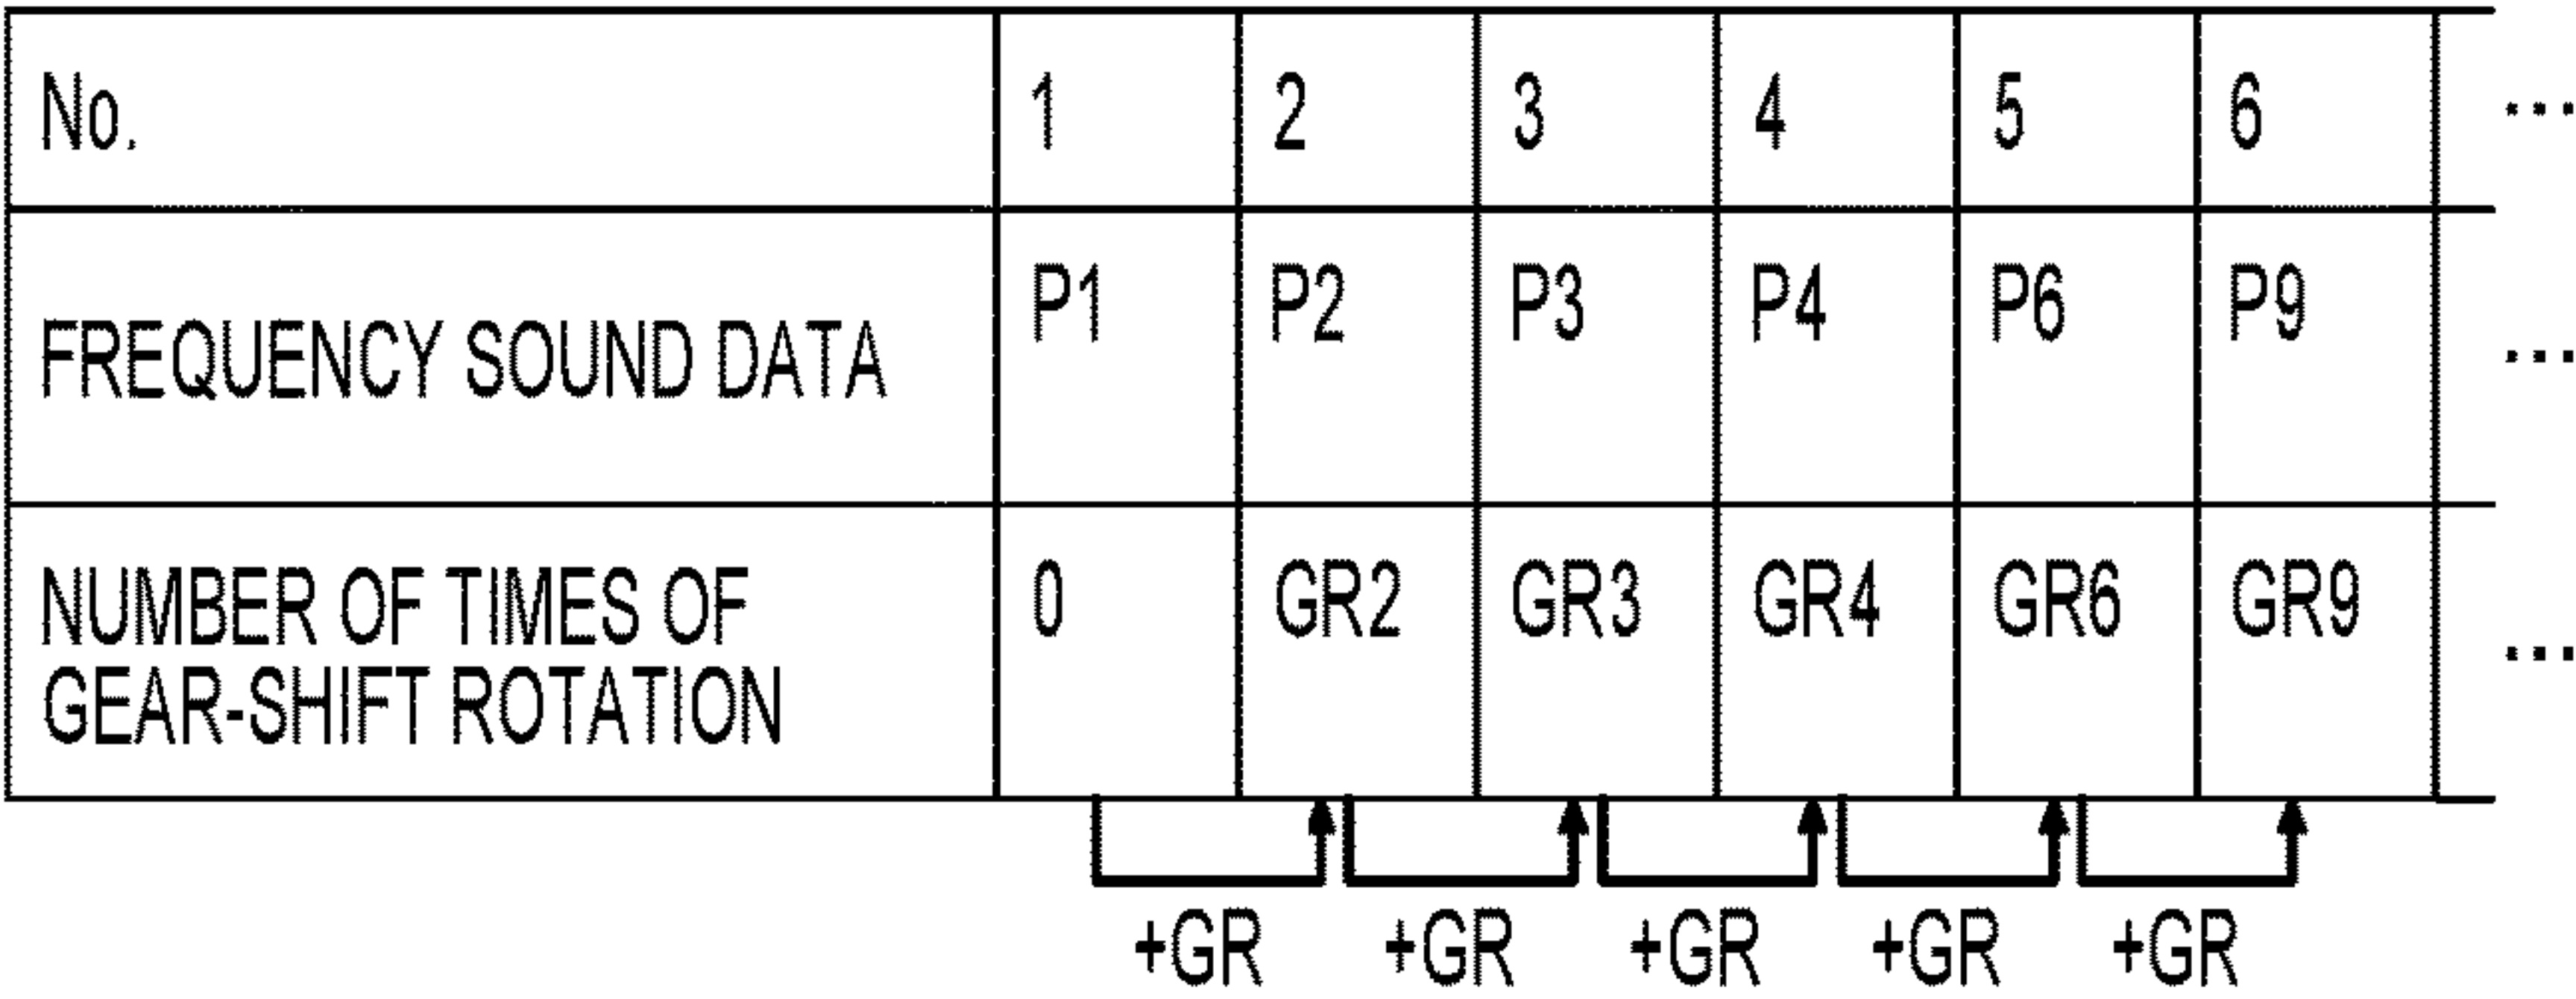 No. 1 2 3 4 5 6 ...
FREQUENCY SOUND DATA P1 P2 P3 P4 P6 P9 ...
NUMBER OF TIMES OF
GEAR-SHIFT ROTATION 0 GR2 GR3 GR4 GR6 GR9 ...
+GR +GR +GR +GR +GR